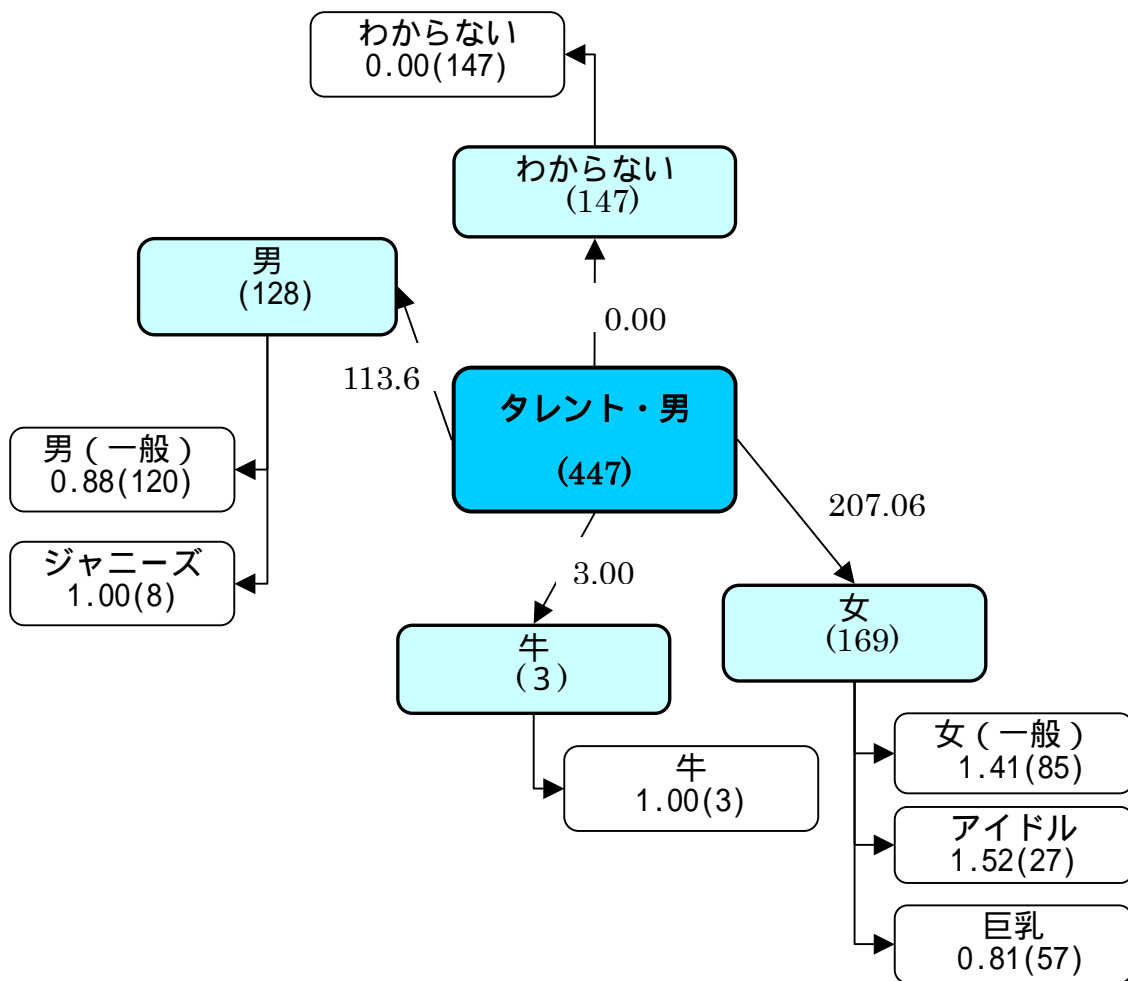 わからない
0.00(147)
わからない
(147)
男
(128)
0.00
113.6
タレント・男
(447)
男（一般）
0.88(120)
207.06
ジャニーズ
1.00(8)
3.00
女
(169)
牛
(3)
女（一般）
1.41(85)
牛
1.00(3)
アイドル
1.52(27)
巨乳
0.81(57)